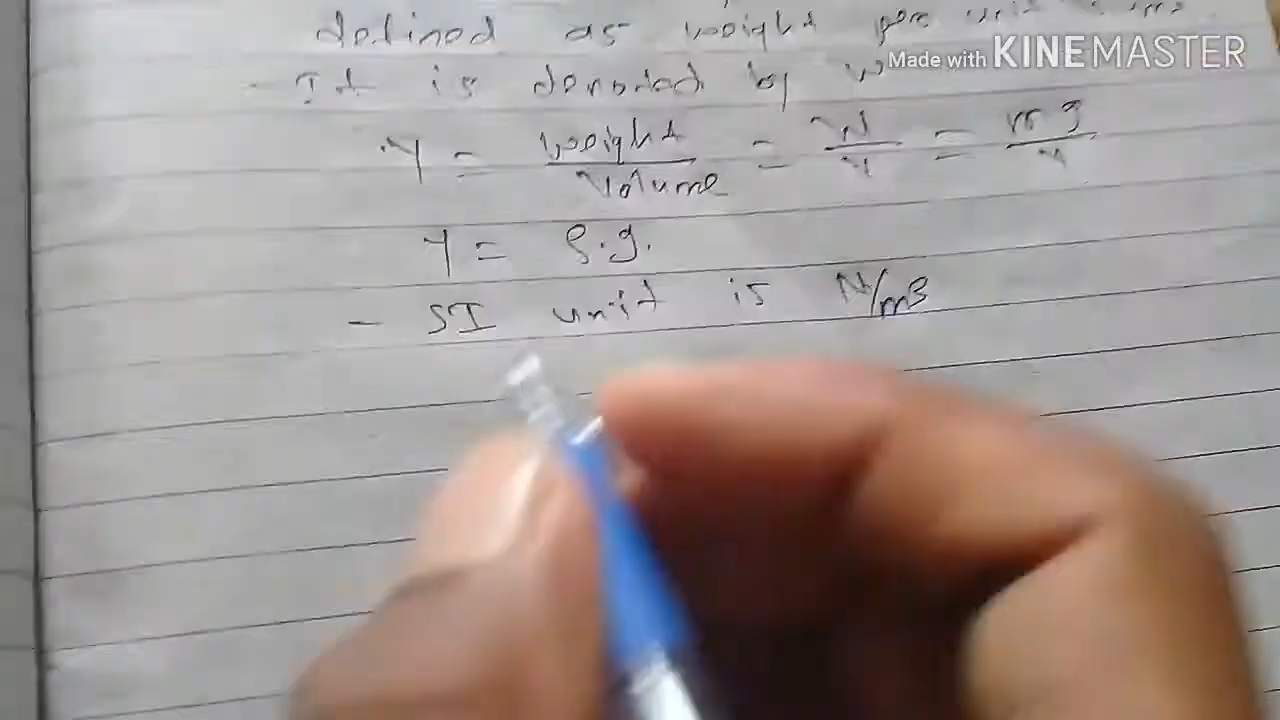 defined as weight per unit
Made with KINEMASTER
- It is denoted by W
γ = weight/Volume = W/V = mg/V
γ = ρ.g.
- SI unit is N/m3